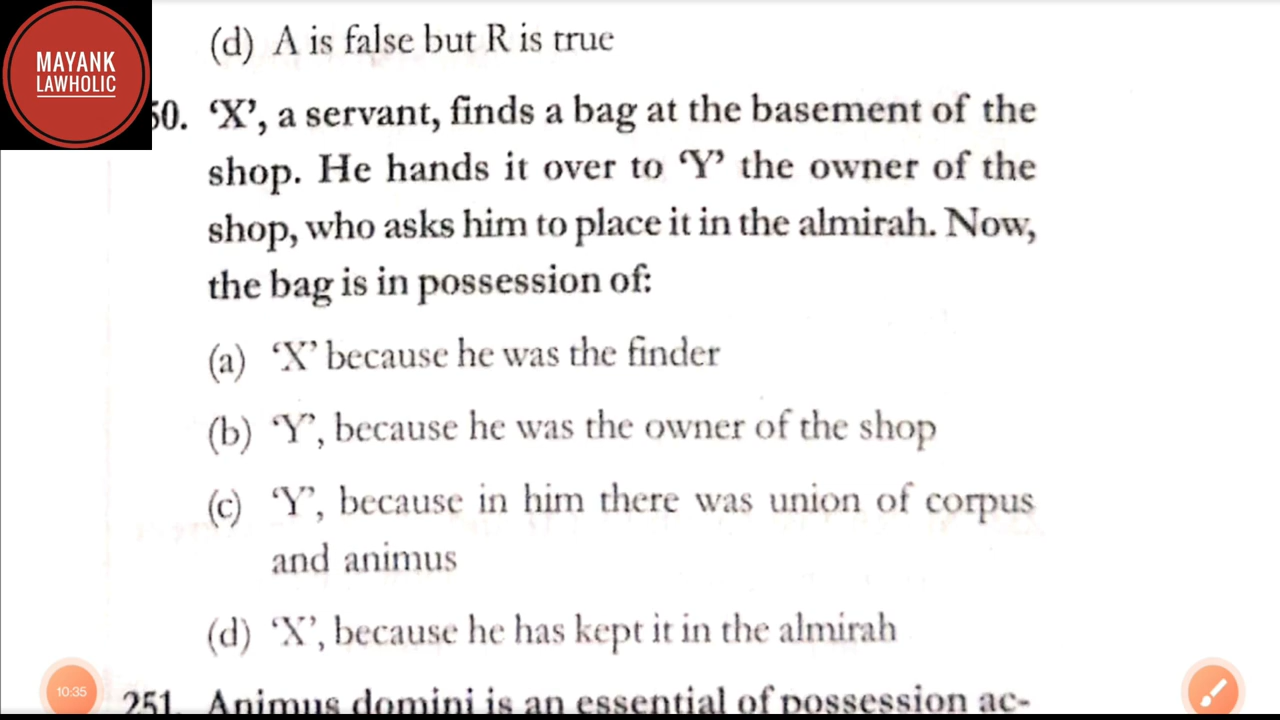 MAYANK
LAWHOLIC
(d) A is false but R is true
50. ‘X’, a servant, finds a bag at the basement of the
shop. He hands it over to ‘Y’ the owner of the
shop, who asks him to place it in the almirah. Now,
the bag is in possession of:
(a) ‘X’ because he was the finder
(b) ‘Y’, because he was the owner of the shop
(c) ‘Y’, because in him there was union of corpus
and animus
(d) ‘X’, because he has kept it in the almirah
10:35
251. Animus domini is an essential of possession ac-